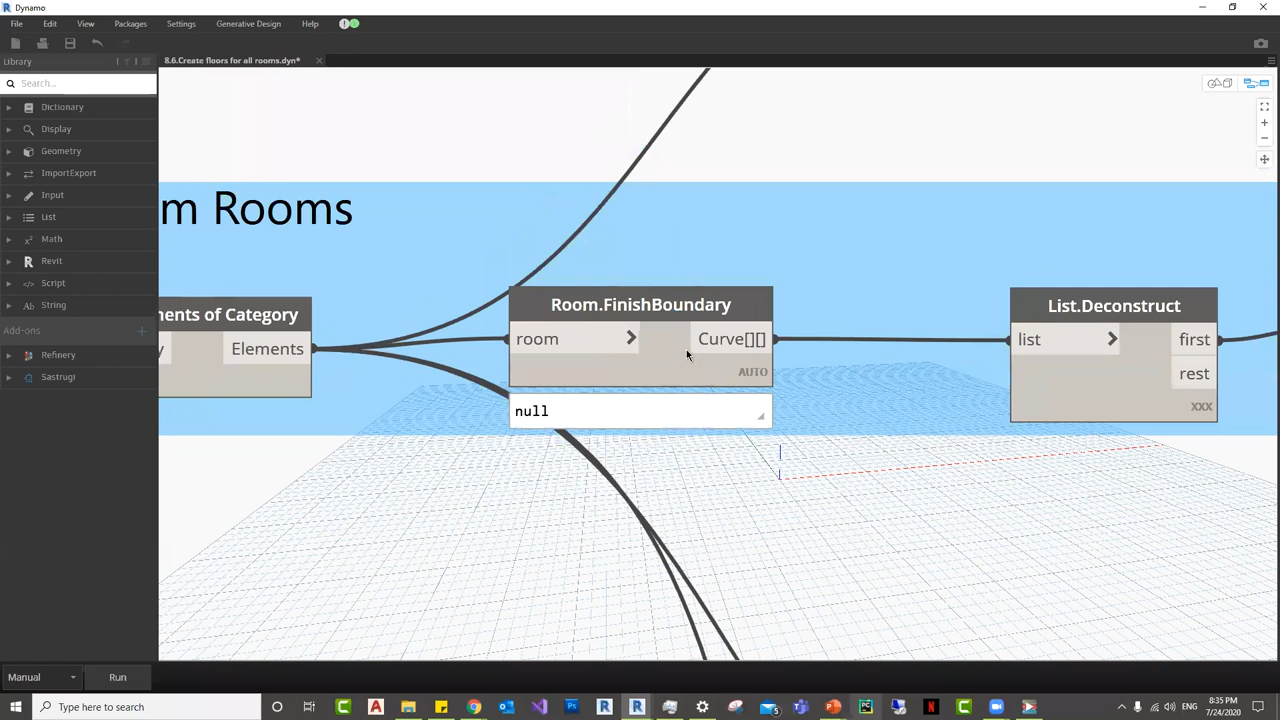 Dynamo
File Edit View Packages Settings Generative Design Help
Library
8.6.Create floors for all rooms.dyn*
Search...
Dictionary
Display
Geometry
ImportExport
Input
List
Math
Revit
Script
String
Add-ons
Refinery
Sastrugi
m Rooms
nents of Category
y Elements
Room.FinishBoundary
room > Curve[][]
AUTO
null
List.Deconstruct
list > first
rest
XXX
Manual Run
Type here to search
ENG
8:35 PM
7/24/2020